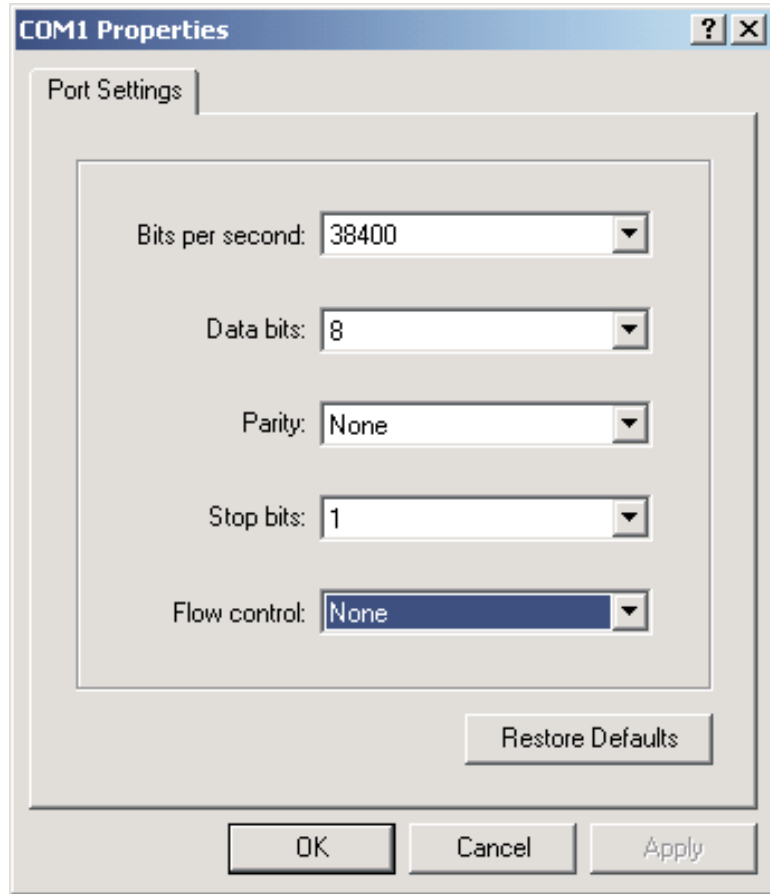 COM1 Properties
Port Settings
Bits per second: 38400
Data bits: 8
Parity: None
Stop bits: 1
Flow control: None
Restore Defaults
OK Cancel Apply